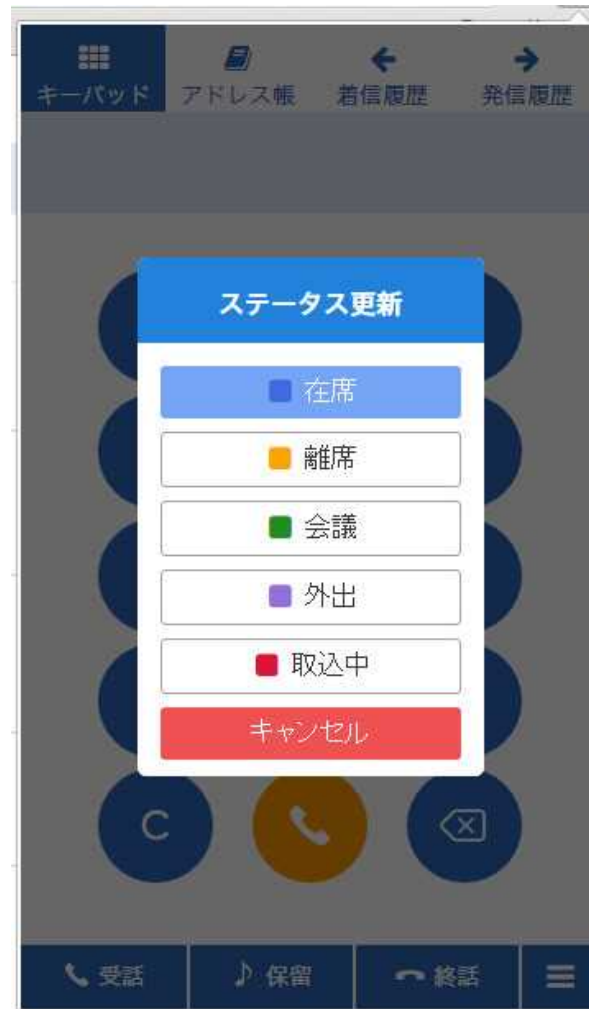 キーパッド アドレス帳 着信履歴 発信履歴
ステータス更新
在席
離席
会議
外出
取込中
キャンセル
C
受話 保留 終話